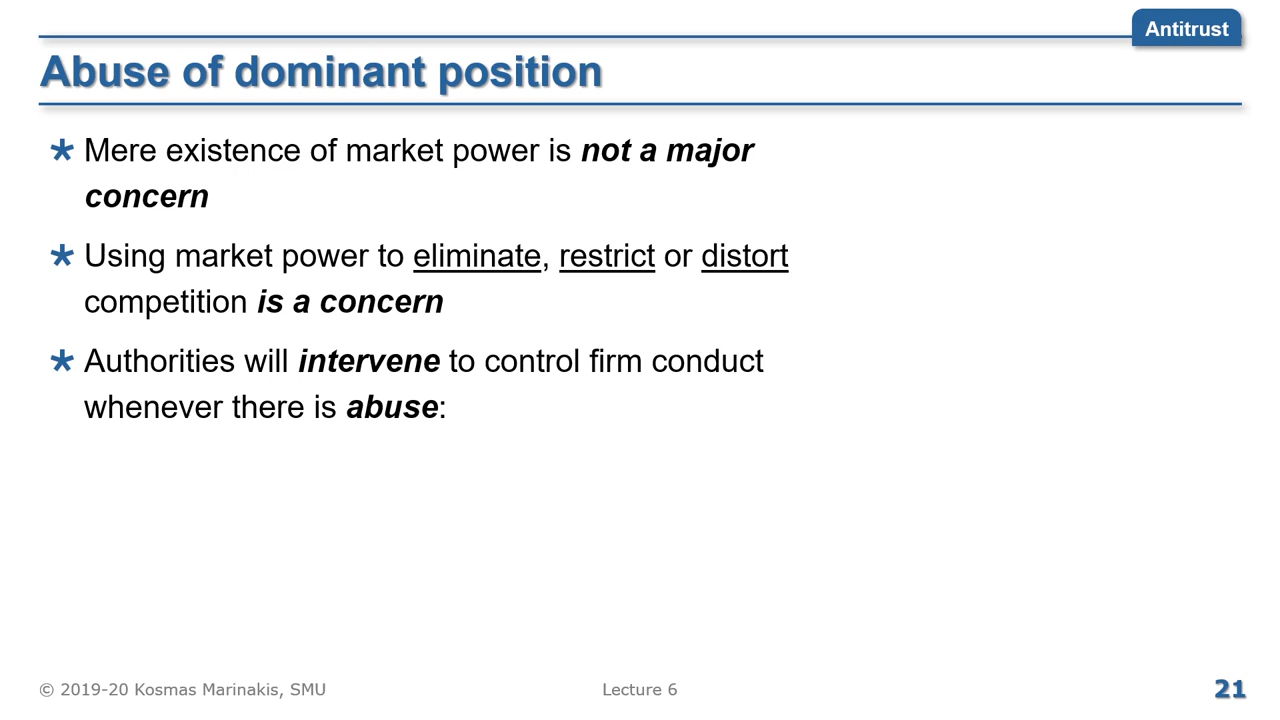 Antitrust
Abuse of dominant position
* Mere existence of market power is not a major
concern
* Using market power to eliminate, restrict or distort
competition is a concern
* Authorities will intervene to control firm conduct
whenever there is abuse:
© 2019-20 Kosmas Marinakis, SMU
Lecture 6
21